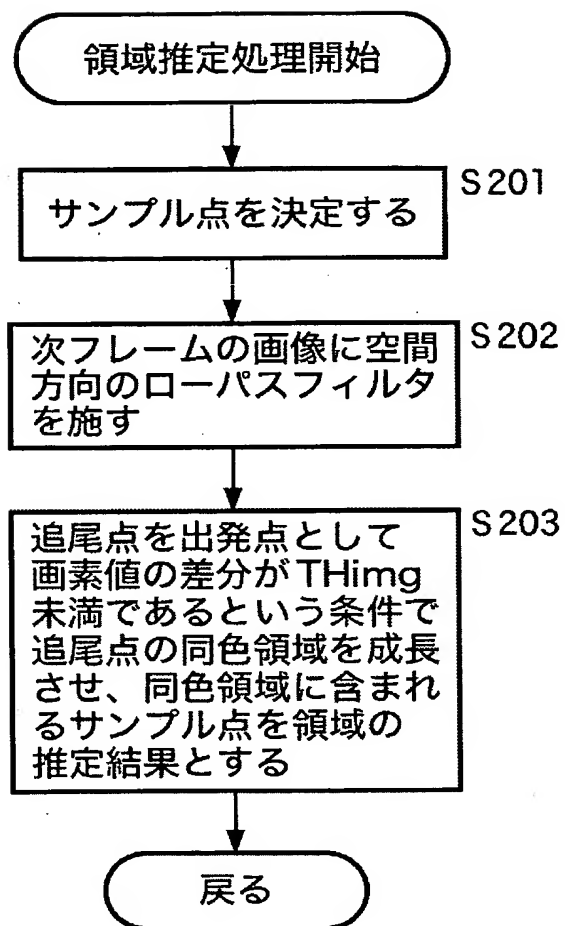 領域推定処理開始
S201
サンプル点を決定する
S202
次フレームの画像に空間
方向のローパスフィルタ
を施す
S203
追尾点を出発点として
画素値の差分がTHimg
未満であるという条件で
追尾点の同色領域を成長
させ、同色領域に含まれ
るサンプル点を領域の
推定結果とする
戻る